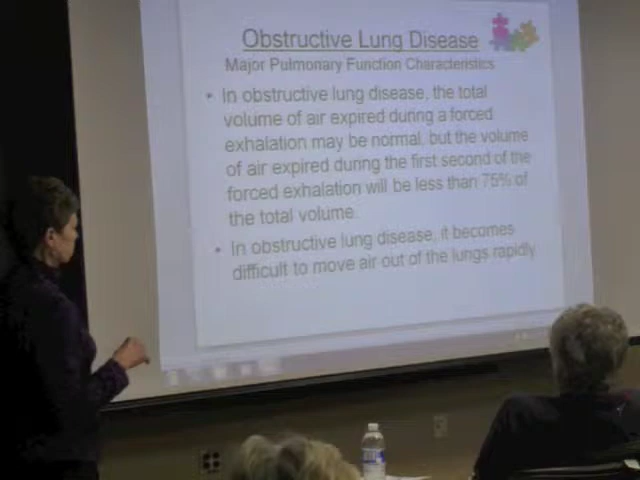 Obstructive Lung Disease
Major Pulmonary Function Characteristics
• In obstructive lung disease, the total
volume of air expired during a forced
exhalation may be normal, but the volume
of air expired during the first second of the
forced exhalation will be less than 75% of
the total volume.
• In obstructive lung disease, it becomes
difficult to move air out of the lungs rapidly